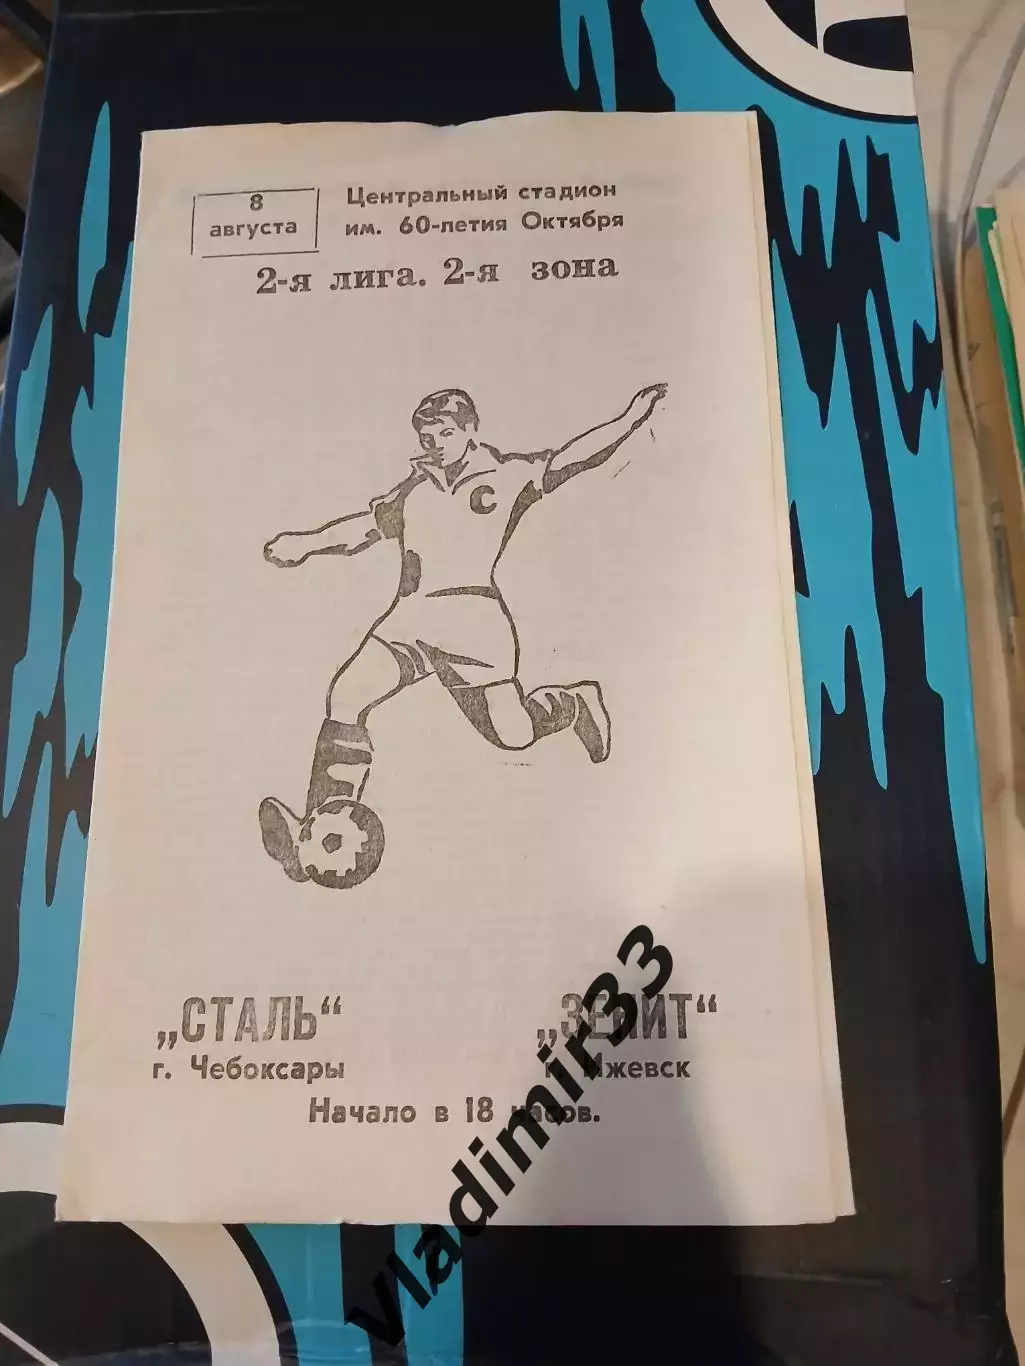 8
августа
Центральный стадион
им. 60-летия Октября
2-я лига. 2-я зона
С
„СТАЛЬ“
г. Чебоксары
„ЗЕНИТ“
г. Ижевск
Начало в 18 часов.
vladimir33